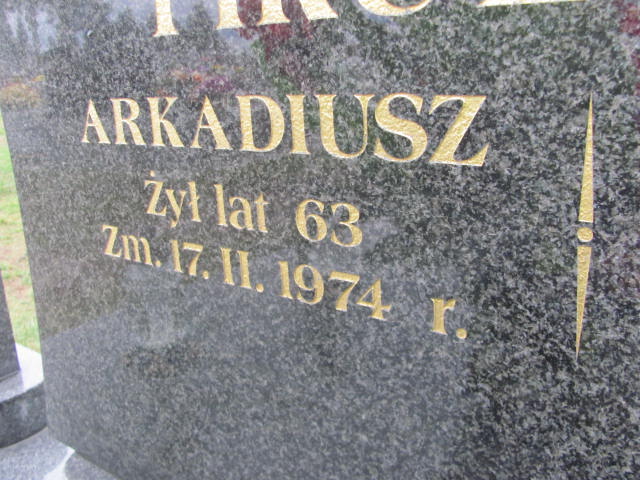 ARKADIUSZ
Żył lat 63
Zm. 17. II. 1974 r.